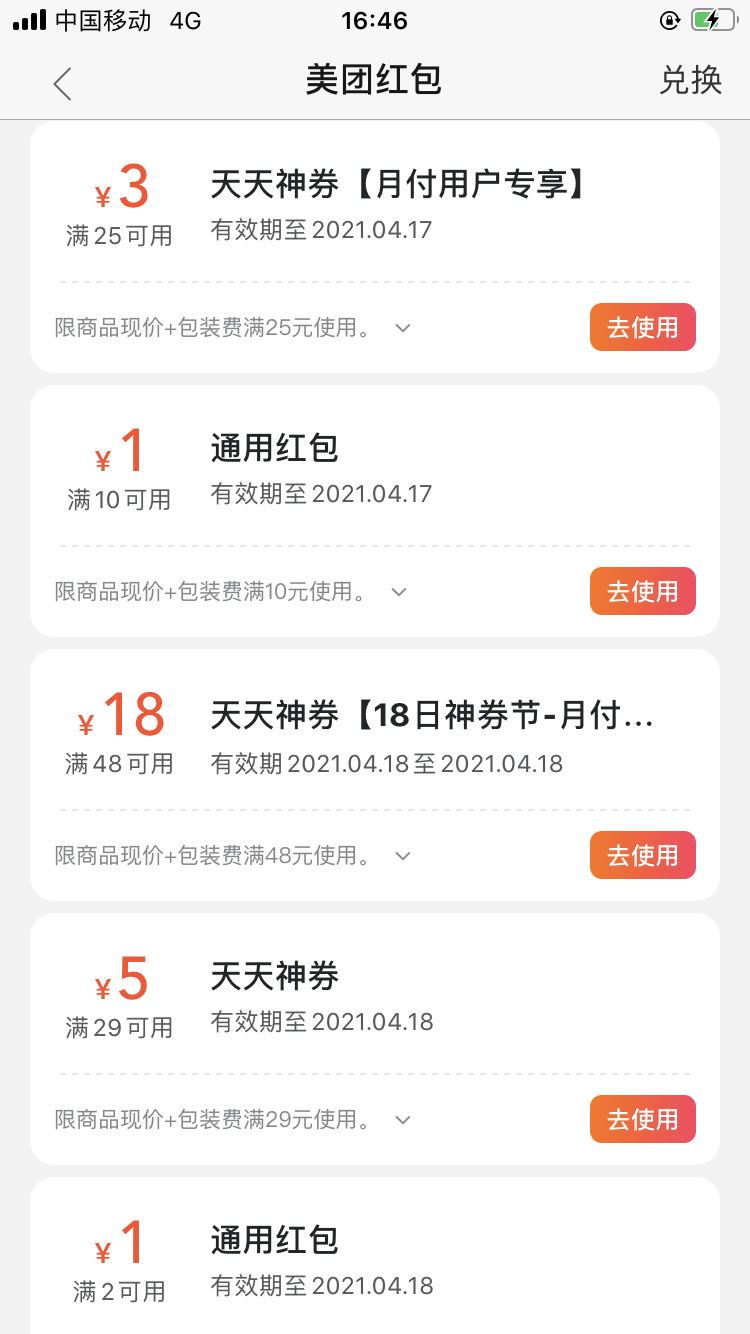 中国移动 4G 16:46
美团红包 兑换
¥3 天天神券【月付用户专享】
满25可用 有效期至2021.04.17
限商品现价+包装费满25元使用。 去使用
¥1 通用红包
满10可用 有效期至2021.04.17
限商品现价+包装费满10元使用。 去使用
¥18 天天神券【18日神券节-月付...
满48可用 有效期2021.04.18至2021.04.18
限商品现价+包装费满48元使用。 去使用
¥5 天天神券
满29可用 有效期至2021.04.18
限商品现价+包装费满29元使用。 去使用
¥1 通用红包
满2可用 有效期至2021.04.18